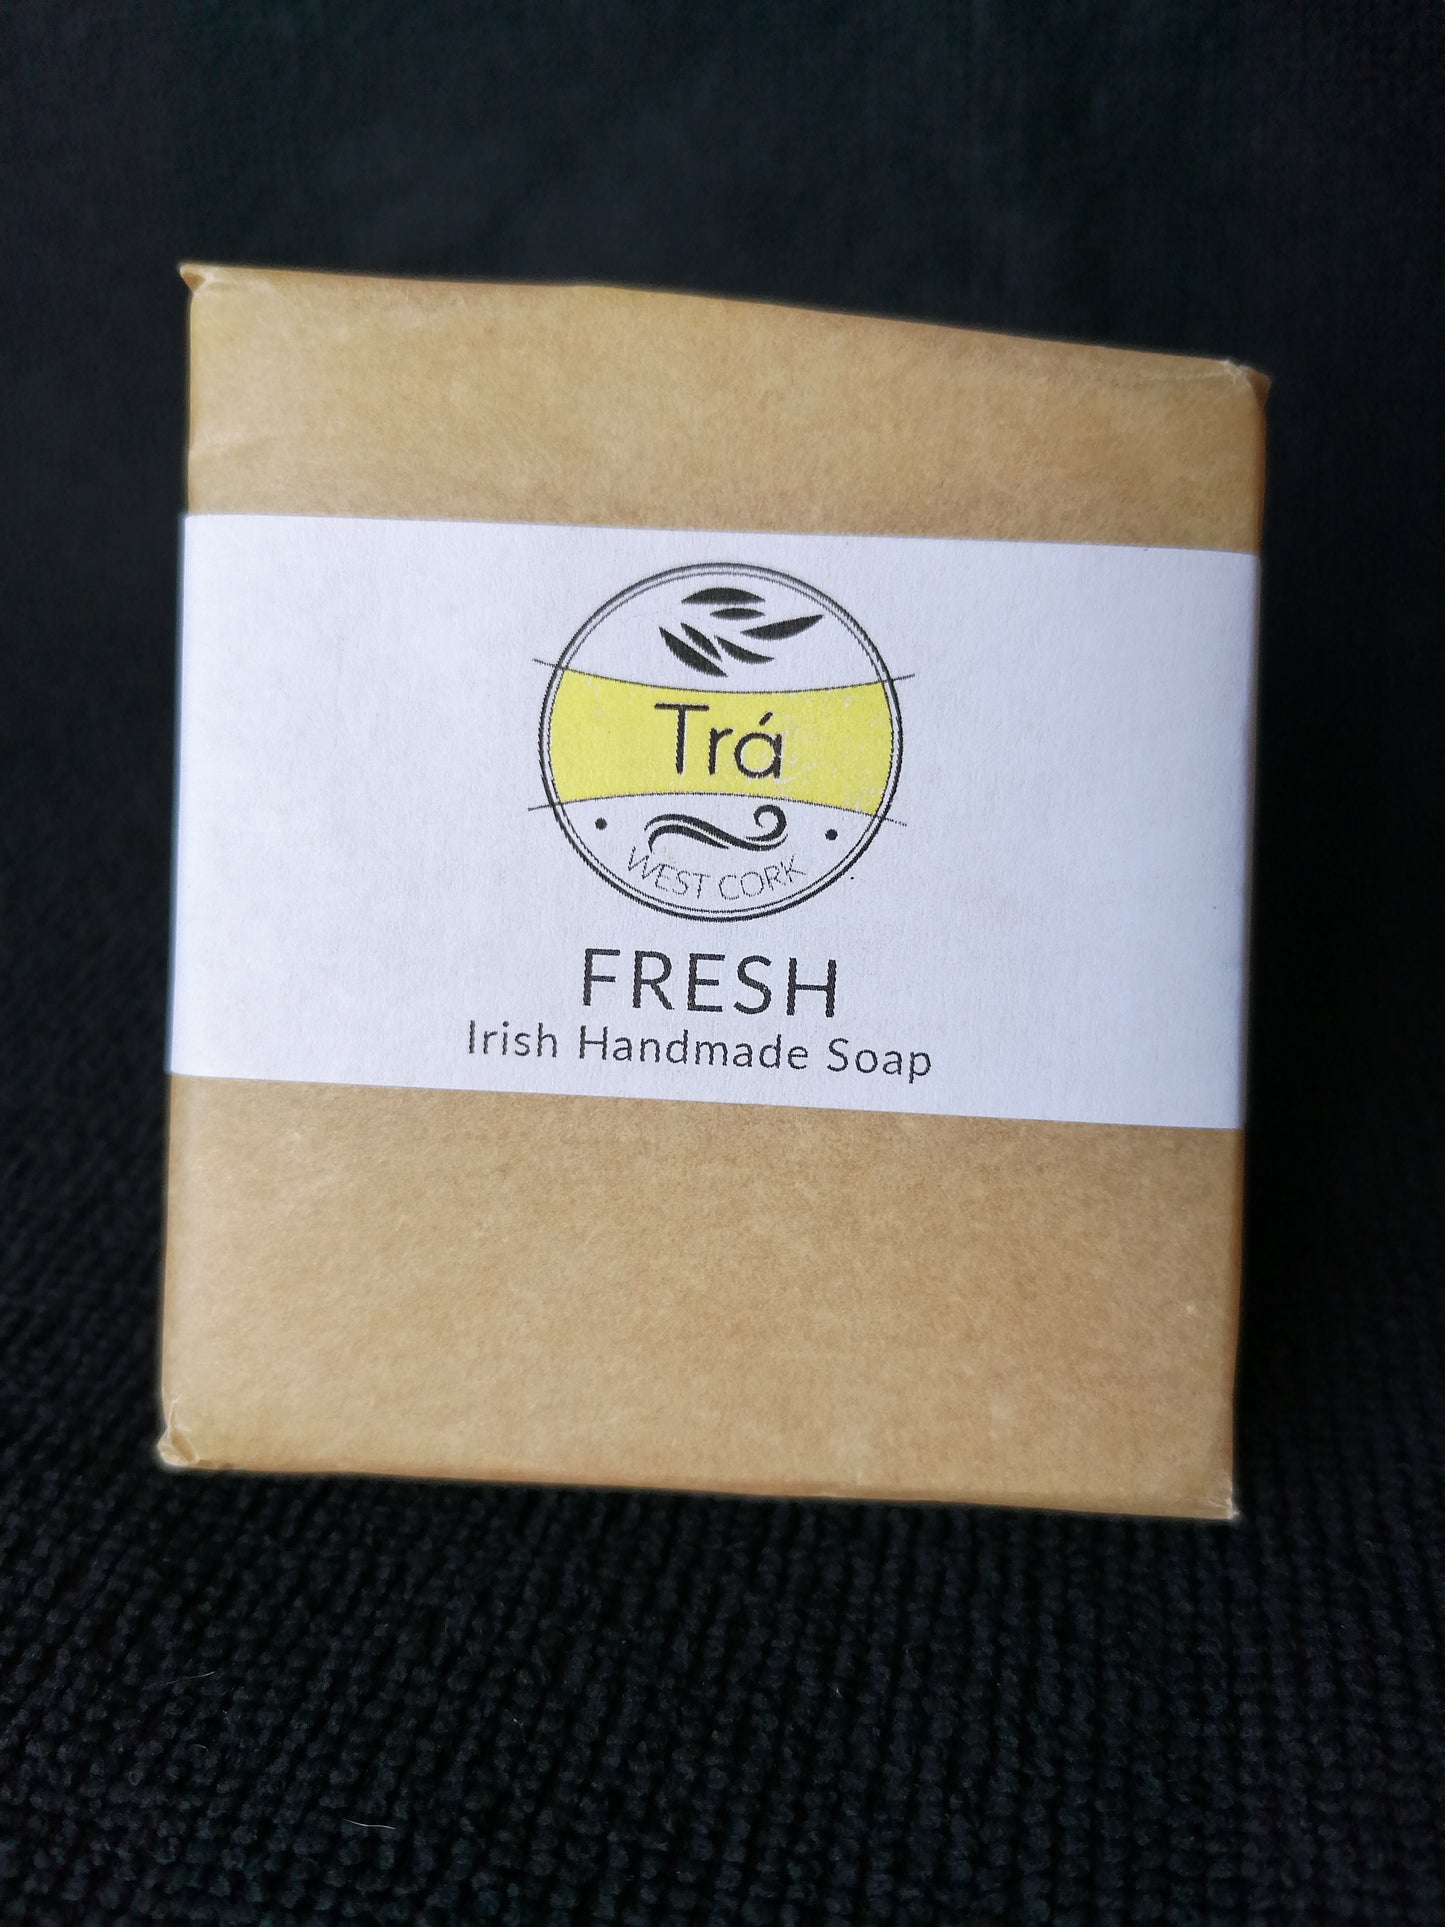 Trá
WEST CORK
FRESH
Irish Handmade Soap